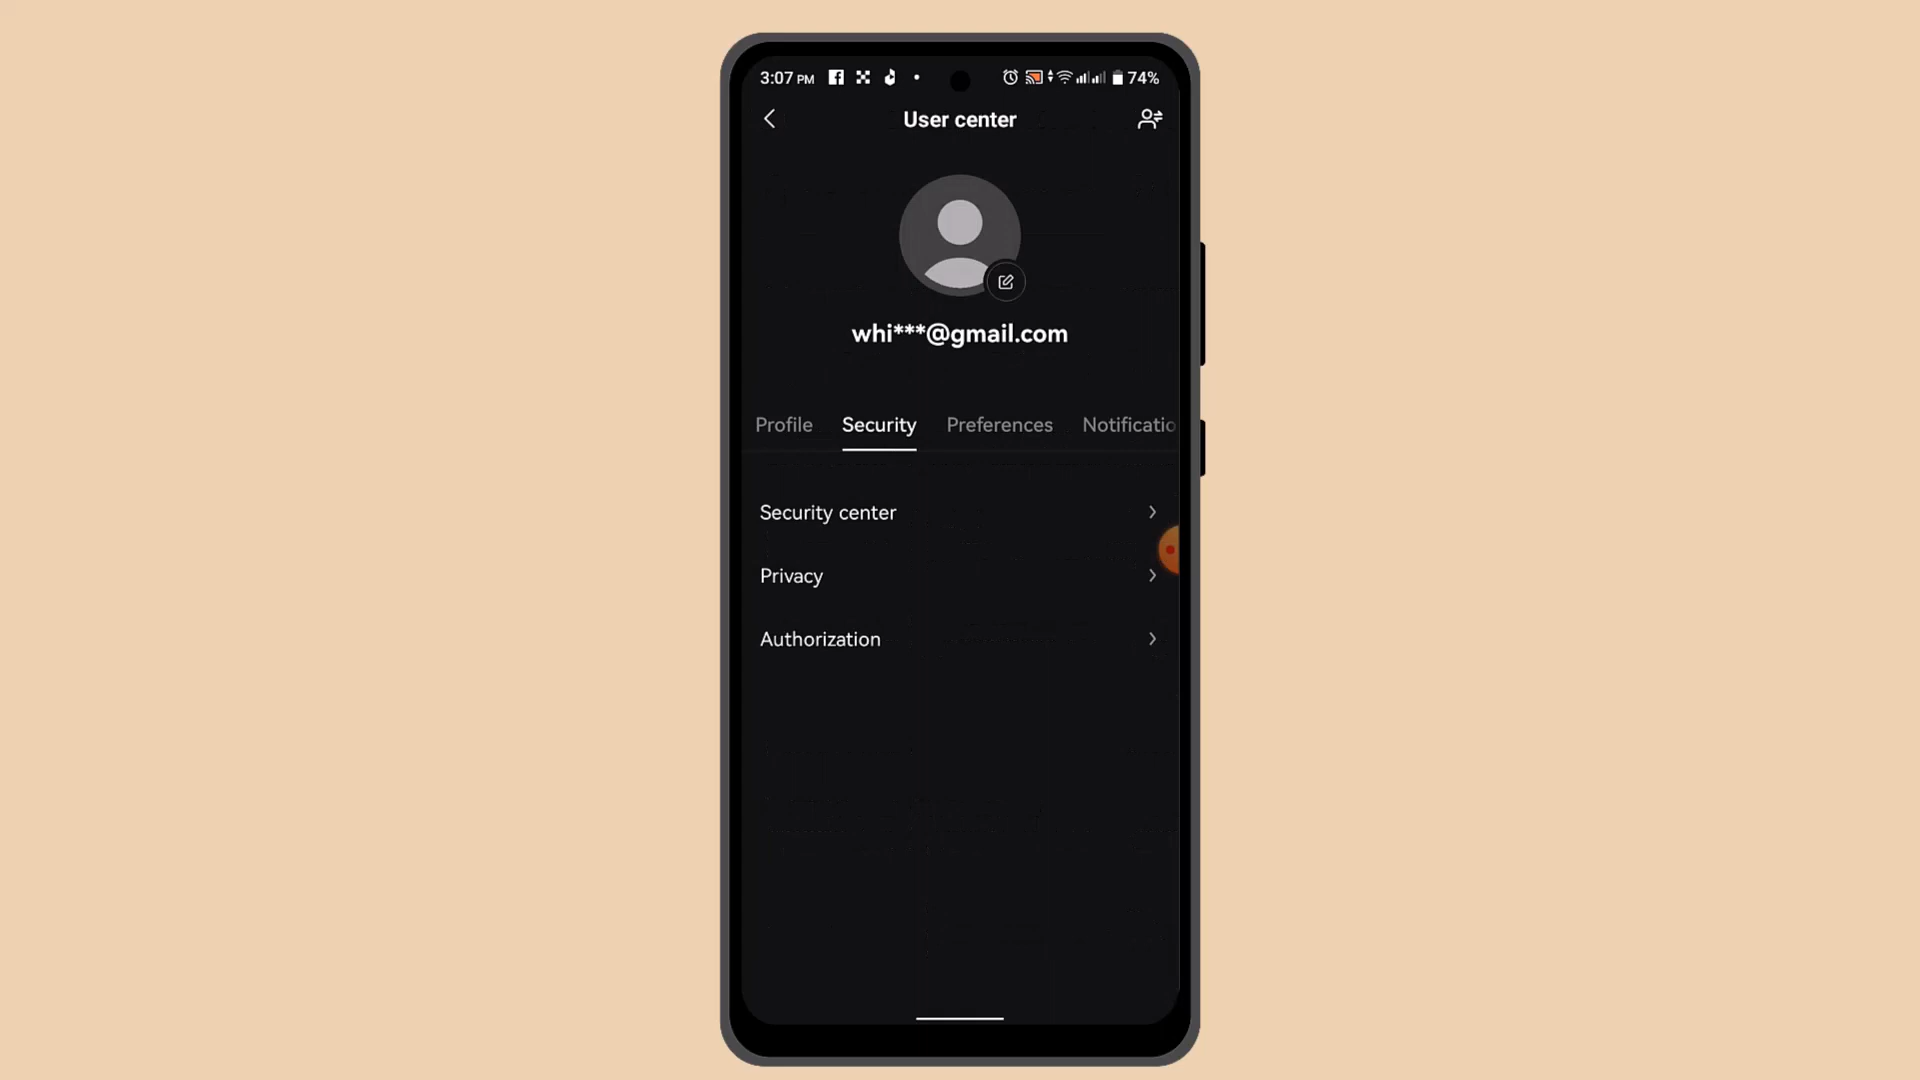 3:07 PM 74%
User center
whi***@gmail.com
Profile Security Preferences Notificatio
Security center
Privacy
Authorization